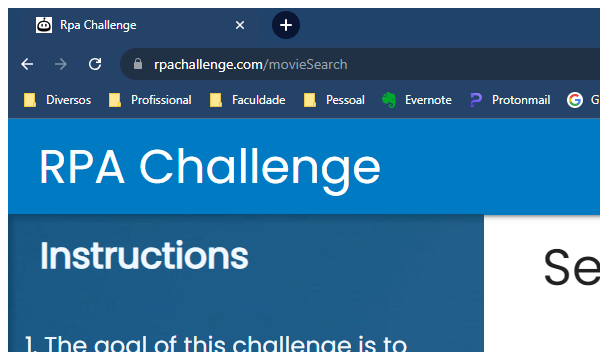 Rpa Challenge
rpachallenge.com/movieSearch
Diversos Profissional Faculdade Pessoal Evernote Protonmail G
RPA Challenge
Instructions
Se
1. The goal of this challenge is to